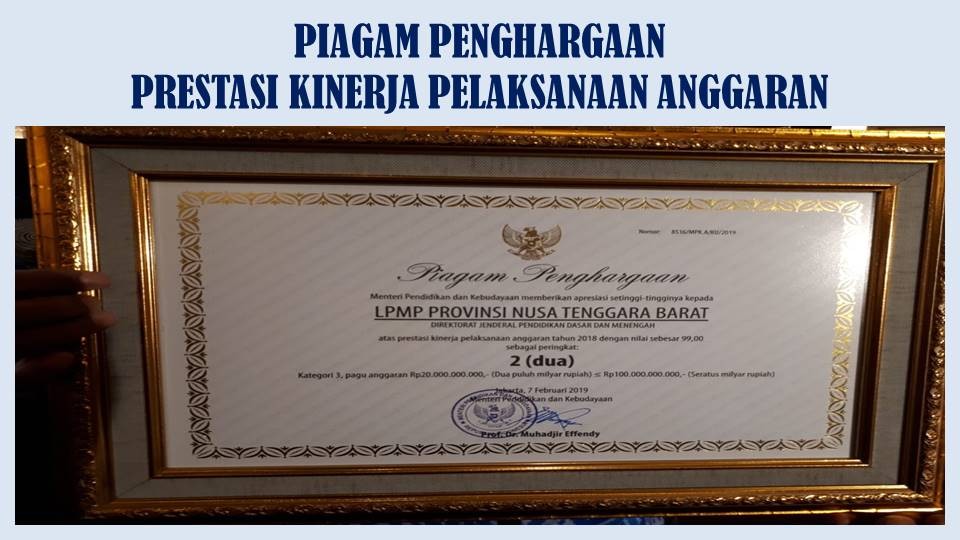 PIAGAM PENGHARGAAN
PRESTASI KINERJA PELAKSANAAN ANGGARAN
Nomor: 8536/MPK.A/KU/2019
Piagam Penghargaan
Menteri Pendidikan dan Kebudayaan memberikan apresiasi setinggi-tingginya kepada
LPMP PROVINSI NUSA TENGGARA BARAT
DIREKTORAT JENDERAL PENDIDIKAN DASAR DAN MENENGAH
atas prestasi kinerja pelaksanaan anggaran tahun 2018 dengan nilai sebesar 99,00
sebagai peringkat:
2 (dua)
Kategori 3, pagu anggaran Rp20.000.000.000,- (Dua puluh milyar rupiah) ≤ Rp100.000.000.000,- (Seratus milyar rupiah)
Jakarta, 7 Februari 2019
Menteri Pendidikan dan Kebudayaan
Prof. Dr. Muhadjir Effendy